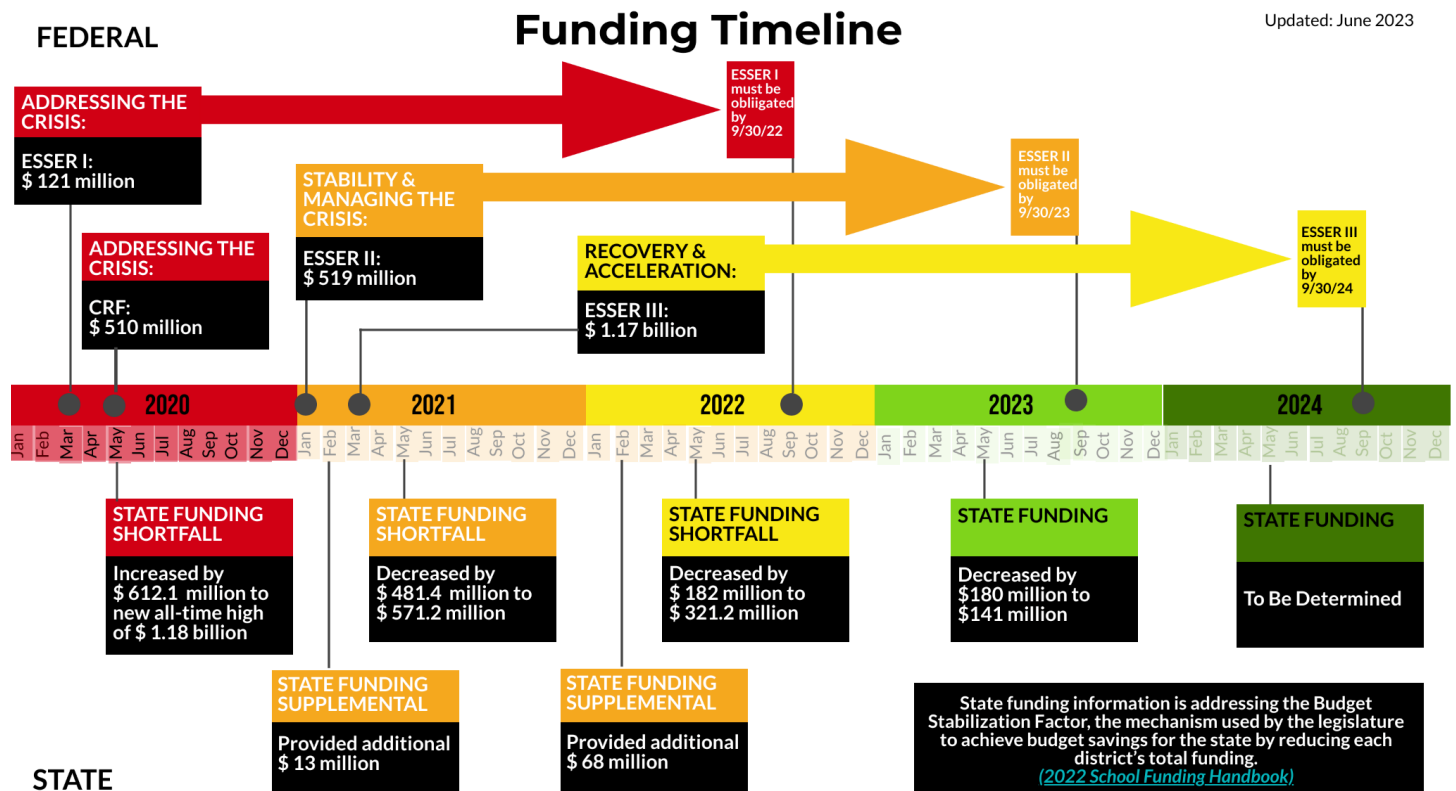 Funding Timeline
Updated: June 2023
FEDERAL
ADDRESSING THE
CRISIS:
ESSER I:
$ 121 million
ESSER I
must be
obliigated
by
9/30/22
ADDRESSING THE
CRISIS:
CRF:
$ 510 million
STABILITY &
MANAGING THE
CRISIS:
ESSER II:
$ 519 million
ESSER II
must be
obligated
by
9/30/23
RECOVERY &
ACCELERATION:
ESSER III:
$ 1.17 billion
ESSER III
must be
obligated
by
9/30/24
2020
2021
2022
2023
2024
Jan Feb Mar Apr May Jun Jul Aug Sep Oct Nov Dec
Jan Feb Mar Apr May Jun Jul Aug Sep Oct Nov Dec
Jan Feb Mar Apr May Jun Jul Aug Sep Oct Nov Dec
Jan Feb Mar Apr May Jun Jul Aug Sep Oct Nov Dec
Jan Feb Mar Apr May Jun Jul Aug Sep Oct Nov Dec
STATE FUNDING
SHORTFALL
Increased by
$ 612.1 million to
new all-time high
of $ 1.18 billion
STATE FUNDING
SHORTFALL
Decreased by
$ 481.4 million to
$ 571.2 million
STATE FUNDING
SHORTFALL
Decreased by
$ 182 million to
$ 321.2 million
STATE FUNDING
Decreased by
$180 million to
$141 million
STATE FUNDING
To Be Determined
STATE FUNDING
SUPPLEMENTAL
Provided additional
$ 13 million
STATE FUNDING
SUPPLEMENTAL
Provided additional
$ 68 million
State funding information is addressing the Budget
Stabilization Factor, the mechanism used by the legislature
to achieve budget savings for the state by reducing each
district's total funding.
(2022 School Funding Handbook)
STATE